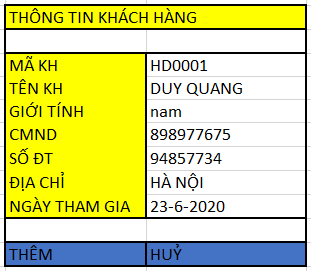 THÔNG TIN KHÁCH HÀNG
MÃ KH HD0001
TÊN KH DUY QUANG
GIỚI TÍNH nam
CMND 898977675
SỐ ĐT 94857734
ĐỊA CHỈ HÀ NỘI
NGÀY THAM GIA 23-6-2020
THÊM HUỶ